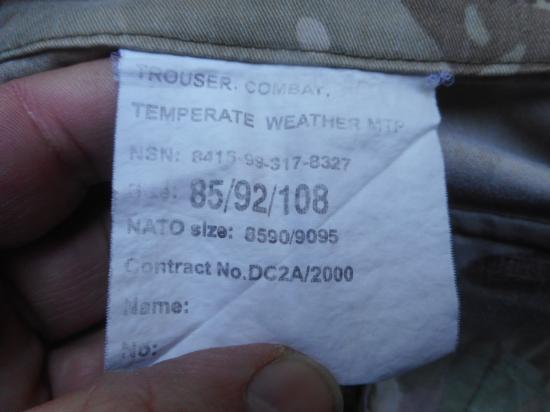 TROUSER, COMBAT,
TEMPERATE WEATHER MTP
NSN: 8415-99-317-8327
Size: 85/92/108
NATO size: 8590/9095
Contract No.DC2A/2000
Name:
No: